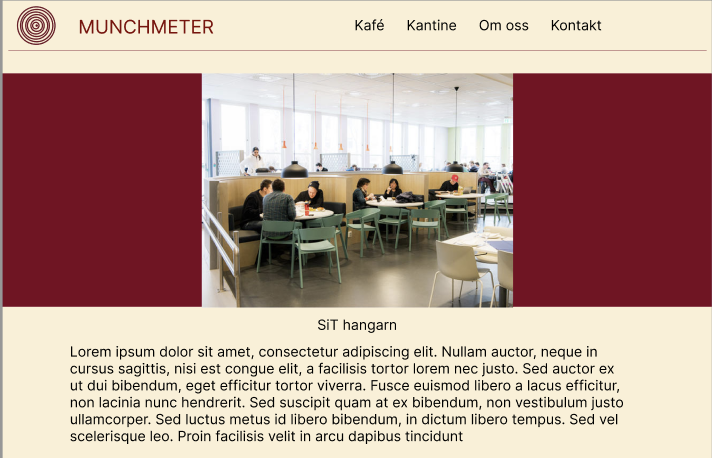 MUNCHMETER
Kafé Kantine Om oss Kontakt
SiT hangarn
Lorem ipsum dolor sit amet, consectetur adipiscing elit. Nullam auctor, neque in
cursus sagittis, nisi est congue elit, a facilisis tortor lorem nec justo. Sed auctor ex
ut dui bibendum, eget efficitur tortor viverra. Fusce euismod libero a lacus efficitur,
non lacinia nunc hendrerit. Sed suscipit quam at ex bibendum, non vestibulum justo
ullamcorper. Sed luctus metus id libero bibendum, in dictum libero tempus. Sed vel
scelerisque leo. Proin facilisis velit in arcu dapibus tincidunt